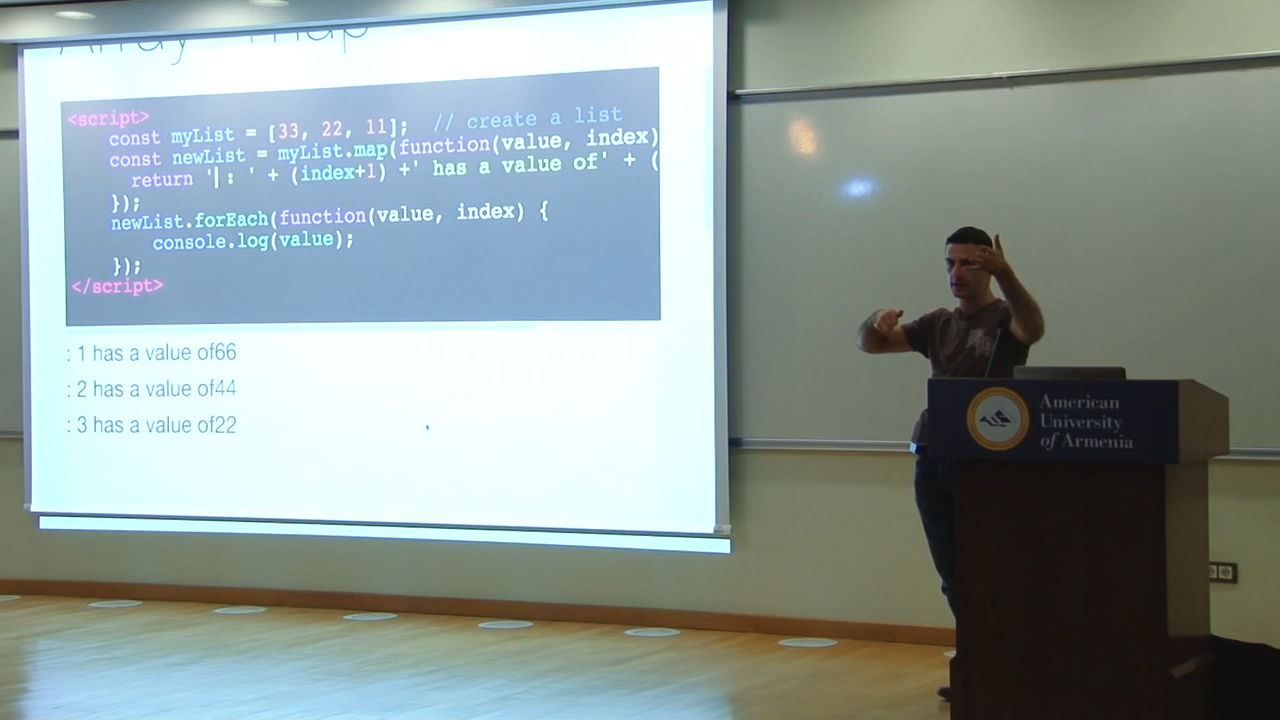 Array map
<script>
const myList = [33, 22, 11]; // create a list
const newList = myList.map(function(value, index)
return '|: ' + (index+1) +' has a value of' + (
});
newList.forEach(function(value, index) {
console.log(value);
});
</script>
: 1 has a value of66
: 2 has a value of44
: 3 has a value of22
American
University
of Armenia